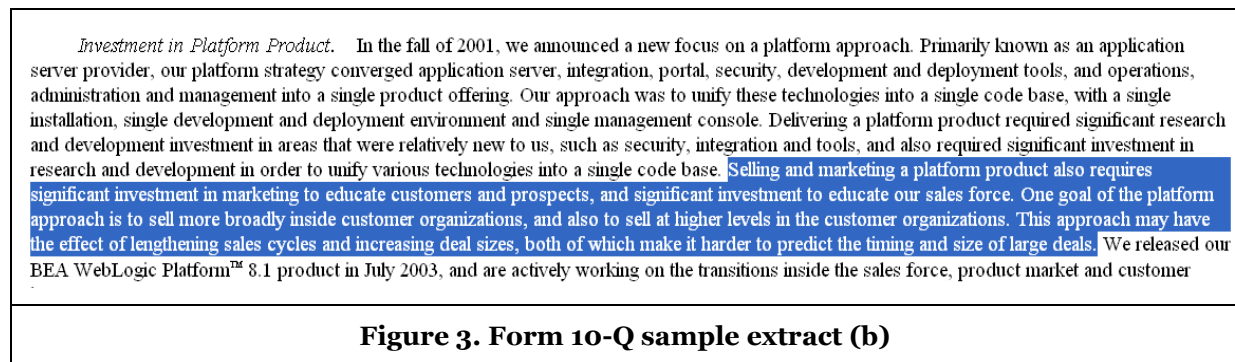 Investment in Platform Product. In the fall of 2001, we announced a new focus on a platform approach. Primarily known as an application
server provider, our platform strategy converged application server, integration, portal, security, development and deployment tools, and operations,
administration and management into a single product offering. Our approach was to unify these technologies into a single code base, with a single
installation, single development and deployment environment and single management console. Delivering a platform product required significant research
and development investment in areas that were relatively new to us, such as security, integration and tools, and also required significant investment in
research and development in order to unify various technologies into a single code base. Selling and marketing a platform product also requires
significant investment in marketing to educate customers and prospects, and significant investment to educate our sales force. One goal of the platform
approach is to sell more broadly inside customer organizations, and also to sell at higher levels in the customer organizations. This approach may have
the effect of lengthening sales cycles and increasing deal sizes, both of which make it harder to predict the timing and size of large deals. We released our
BEA WebLogic Platform™ 8.1 product in July 2003, and are actively working on the transitions inside the sales force, product market and customer
Figure 3. Form 10-Q sample extract (b)